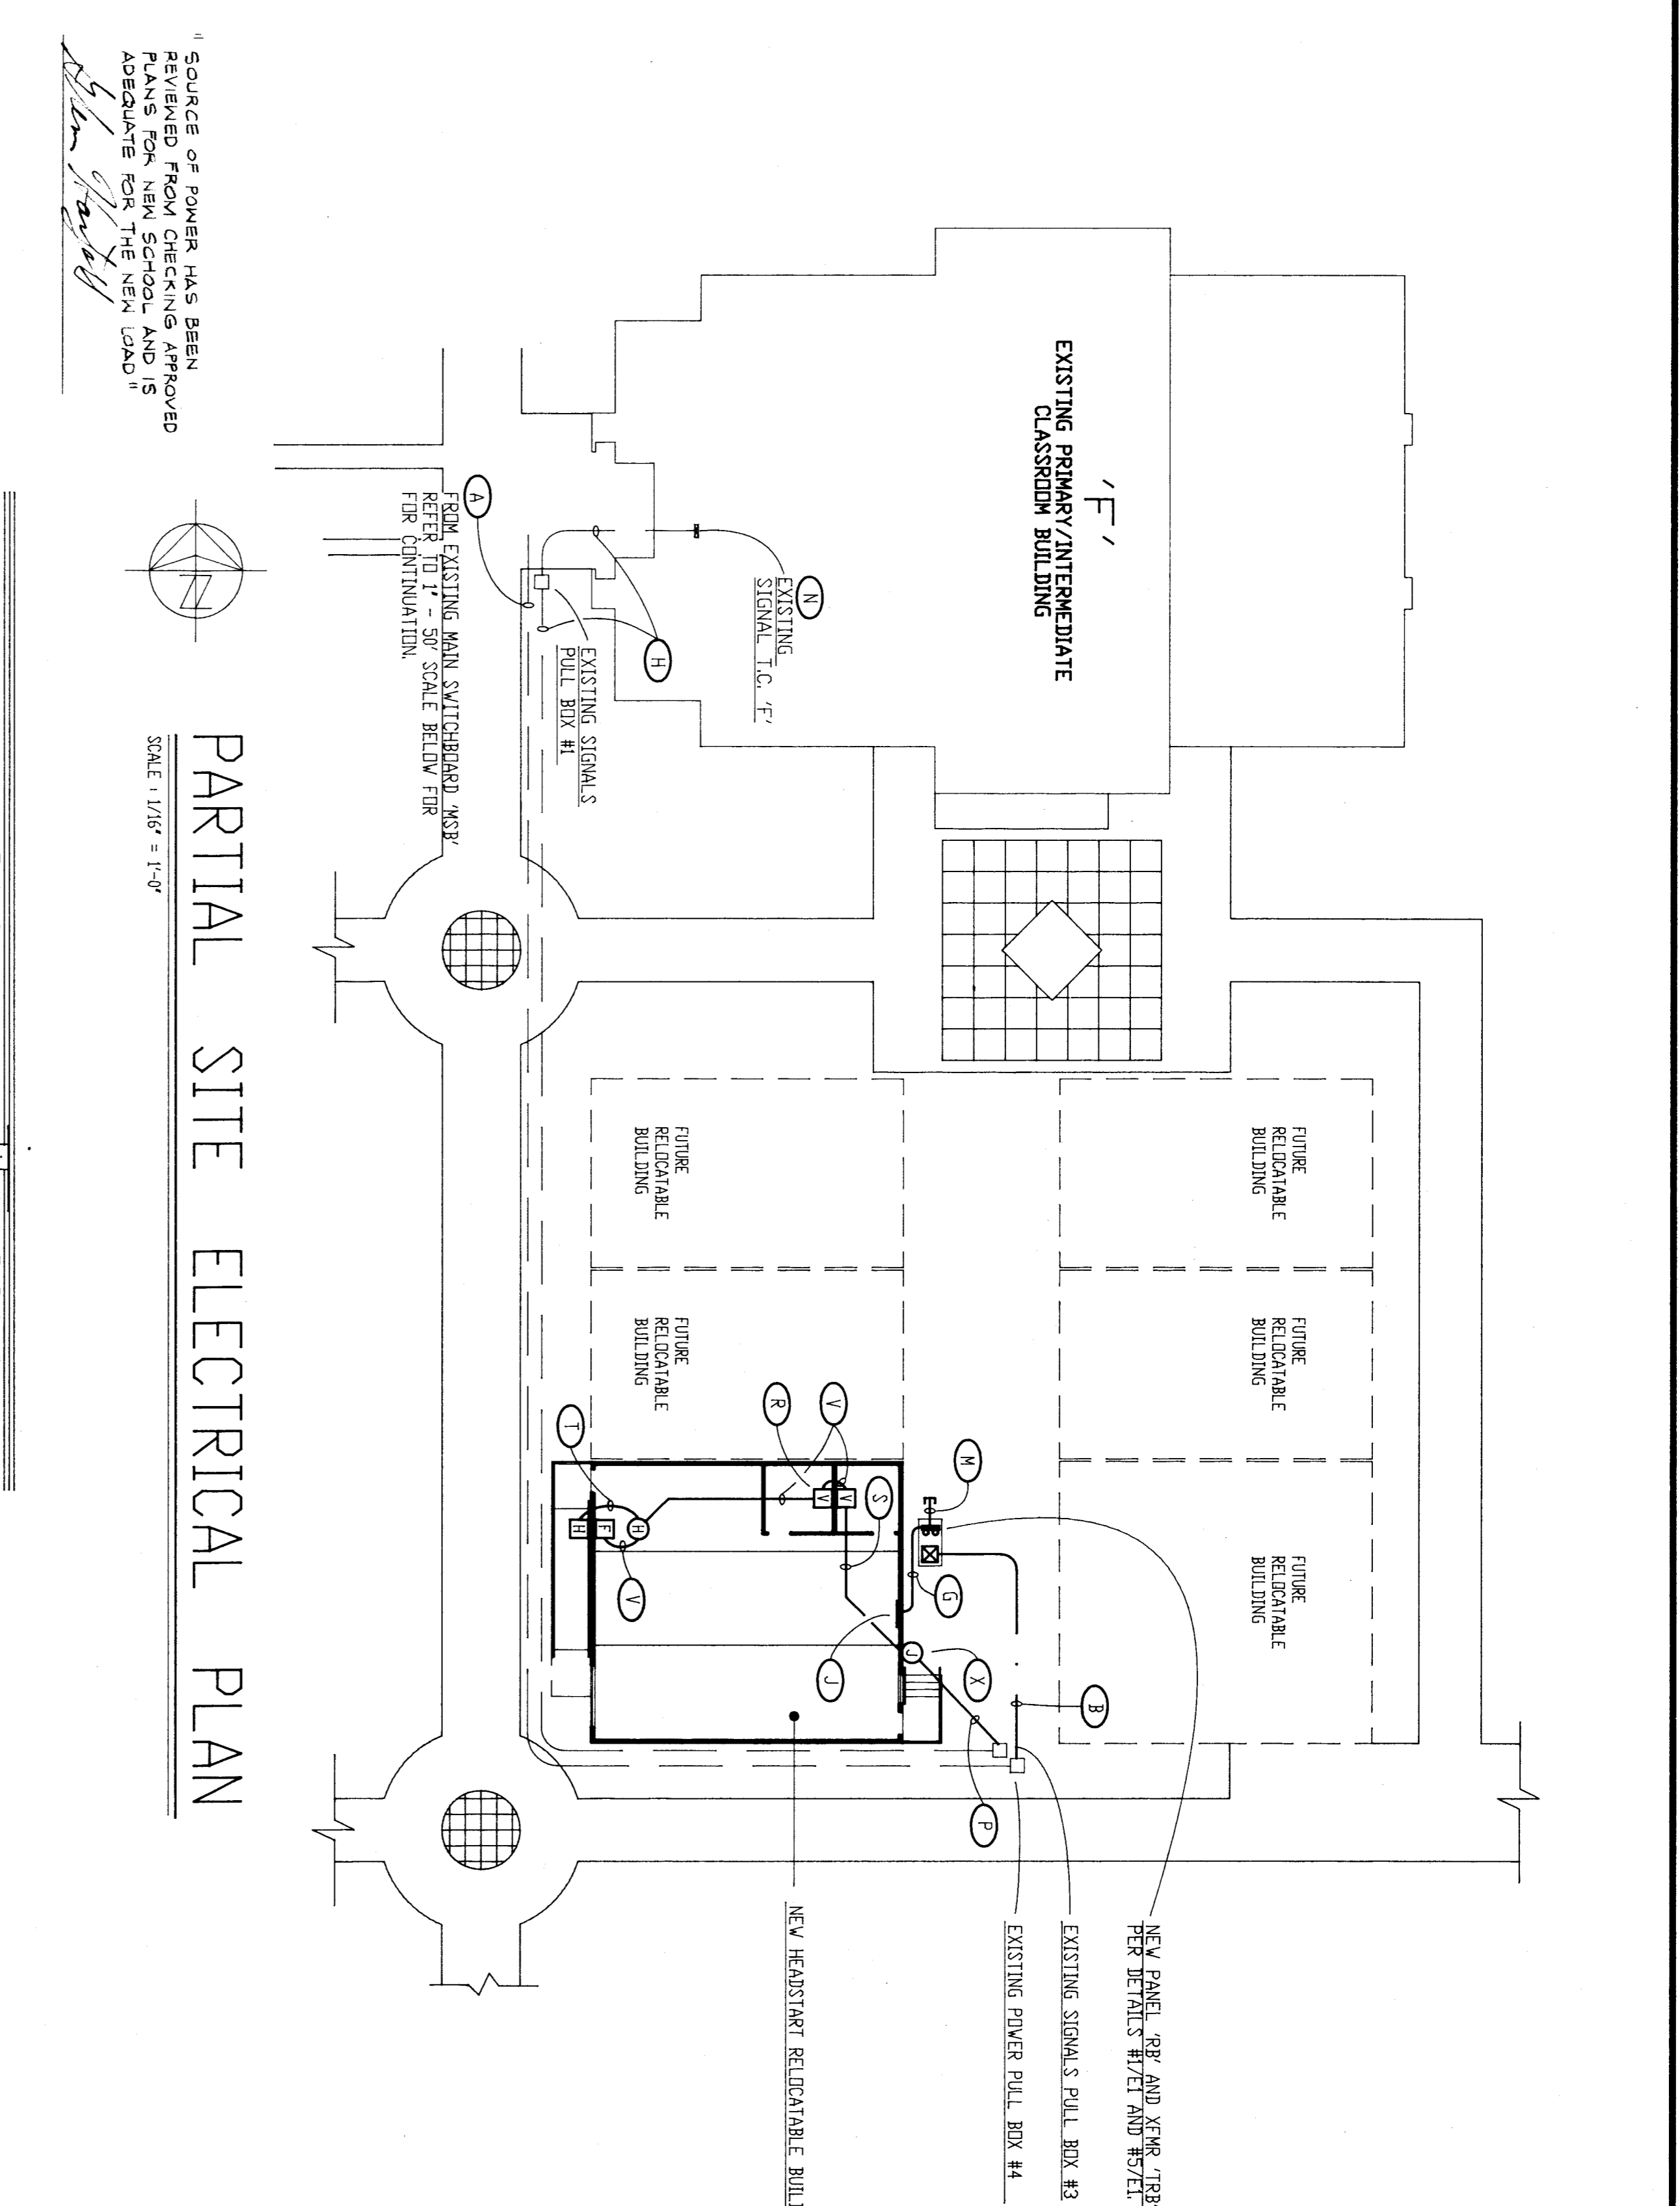 'F'
EXISTING PRIMARY/INTERMEDIATE
CLASSROOM BUILDING
N
EXISTING
SIGNAL T.C. 'F'
H
EXISTING SIGNALS
PULL BOX #1
A
FROM EXISTING MAIN SWITCHBOARD 'MSB'
REFER TO 1" - 50' SCALE BELOW FOR
FOR CONTINUATION.
FUTURE
RELOCATABLE
BUILDING
FUTURE
RELOCATABLE
BUILDING
FUTURE
RELOCATABLE
BUILDING
FUTURE
RELOCATABLE
BUILDING
FUTURE
RELOCATABLE
BUILDING
M
V
R
S
T
V
V
H
F
H
G
V
J
J
X
B
P
NEW PANEL 'RB' AND XFMR 'TRB'
PER DETAILS #1/E1 AND #5/E1.
EXISTING SIGNALS PULL BOX #3
EXISTING POWER PULL BOX #4
NEW HEADSTART RELOCATABLE
N
"SOURCE OF POWER HAS BEEN
REVIEWED FROM CHECKING APPROVED
PLANS FOR NEW SCHOOL AND IS
ADEQUATE FOR THE NEW LOAD"
PARTIAL SITE ELECTRICAL PLAN
SCALE : 1/16" = 1'-0"